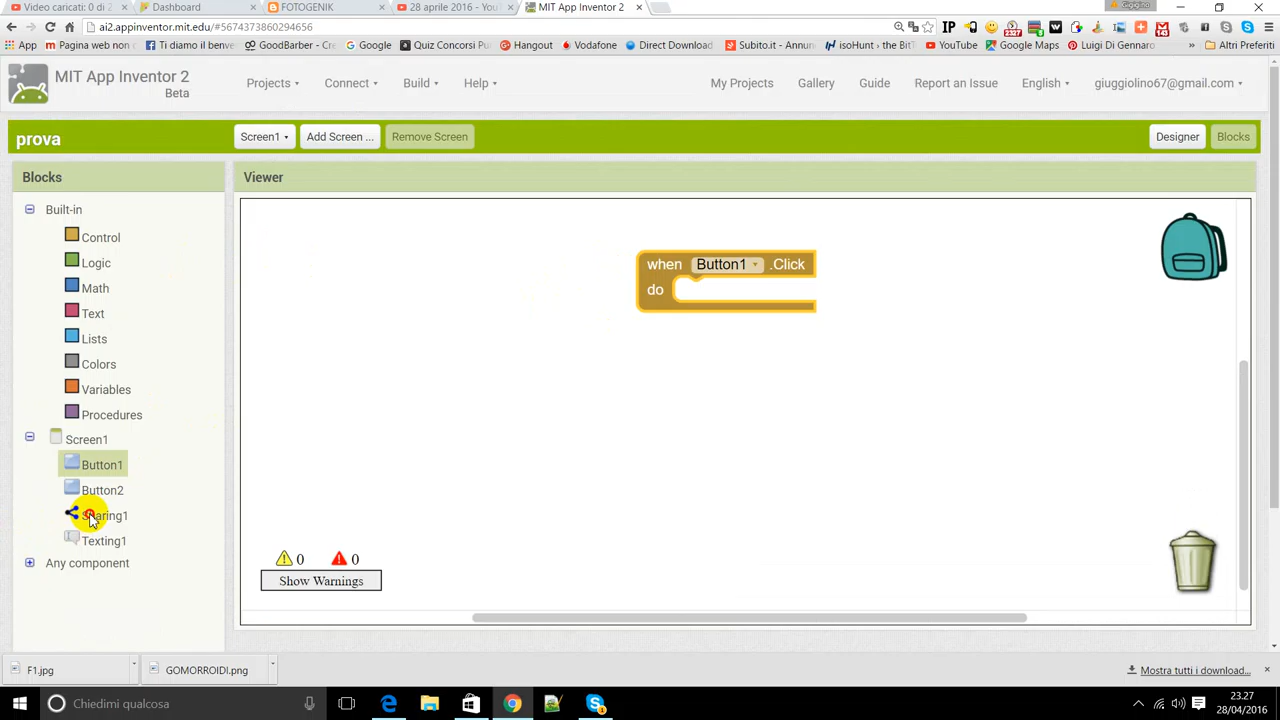 Video caricati: 0 di 2
Dashboard
FOTOGENIK
28 aprile 2016 - You
MIT App Inventor 2
Giggino
ai2.appinventor.mit.edu/#5674373860294656
IP
2327
143
App
Pagina web non
Ti diamo il benve
GoodBarber - Cre
Google
Quiz Concorsi Pu
Hangout
Vodafone
Direct Download
Subito.it - Annun
isoHunt - the BitT
YouTube
Google Maps
Luigi Di Gennaro
»
Altri Preferiti
MIT App Inventor 2
Beta
Projects
Connect
Build
Help
My Projects
Gallery
Guide
Report an Issue
English
giuggiolino67@gmail.com
prova
Screen1
Add Screen ...
Remove Screen
Designer
Blocks
Blocks
Viewer
Built-in
Control
Logic
Math
Text
Lists
Colors
Variables
Procedures
Screen1
Button1
Button2
Sharing1
Texting1
Any component
when Button1 .Click
do
0
0
Show Warnings
F1.jpg
GOMORROIDI.png
Mostra tutti i download...
Chiedimi qualcosa
23.27
28/04/2016